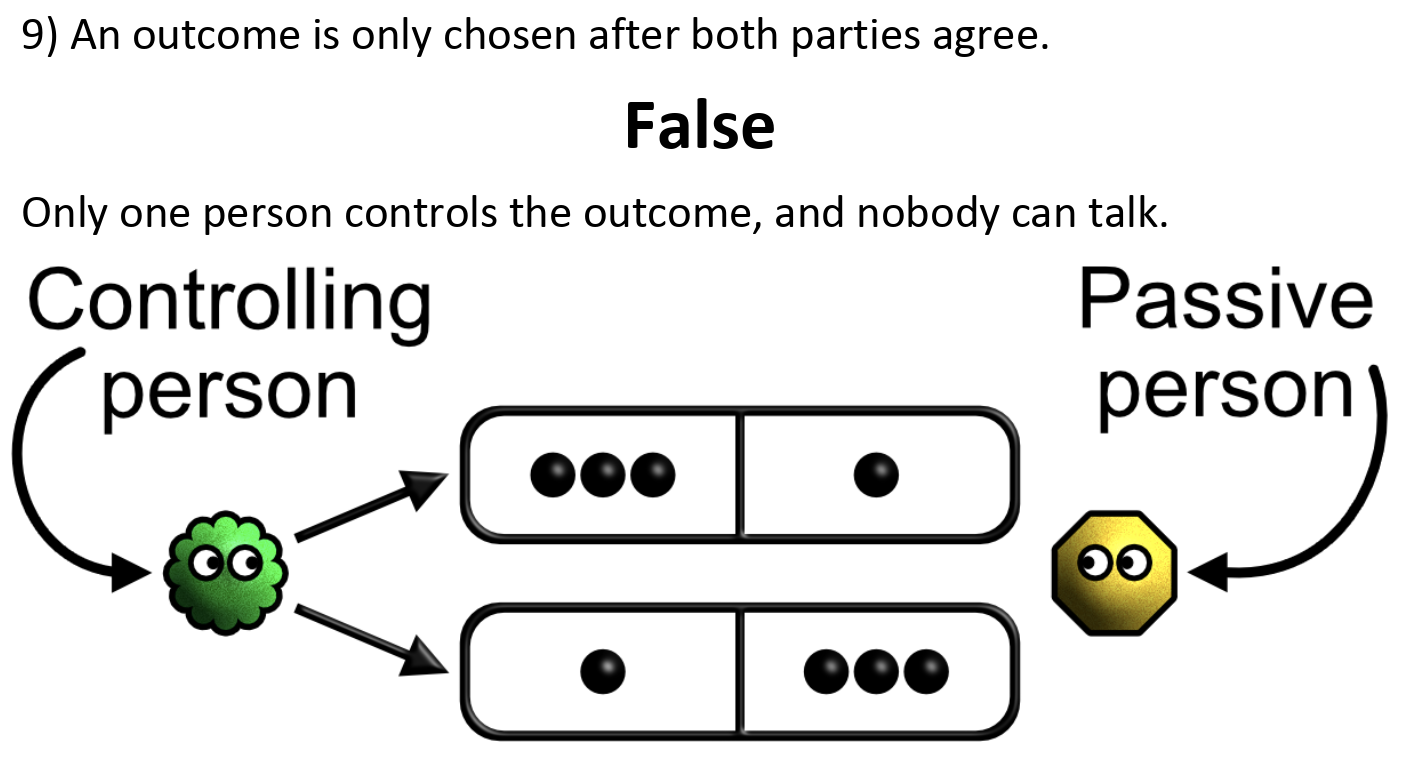 9) An outcome is only chosen after both parties agree.
False
Only one person controls the outcome, and nobody can talk.
Controlling
person
Passive
person